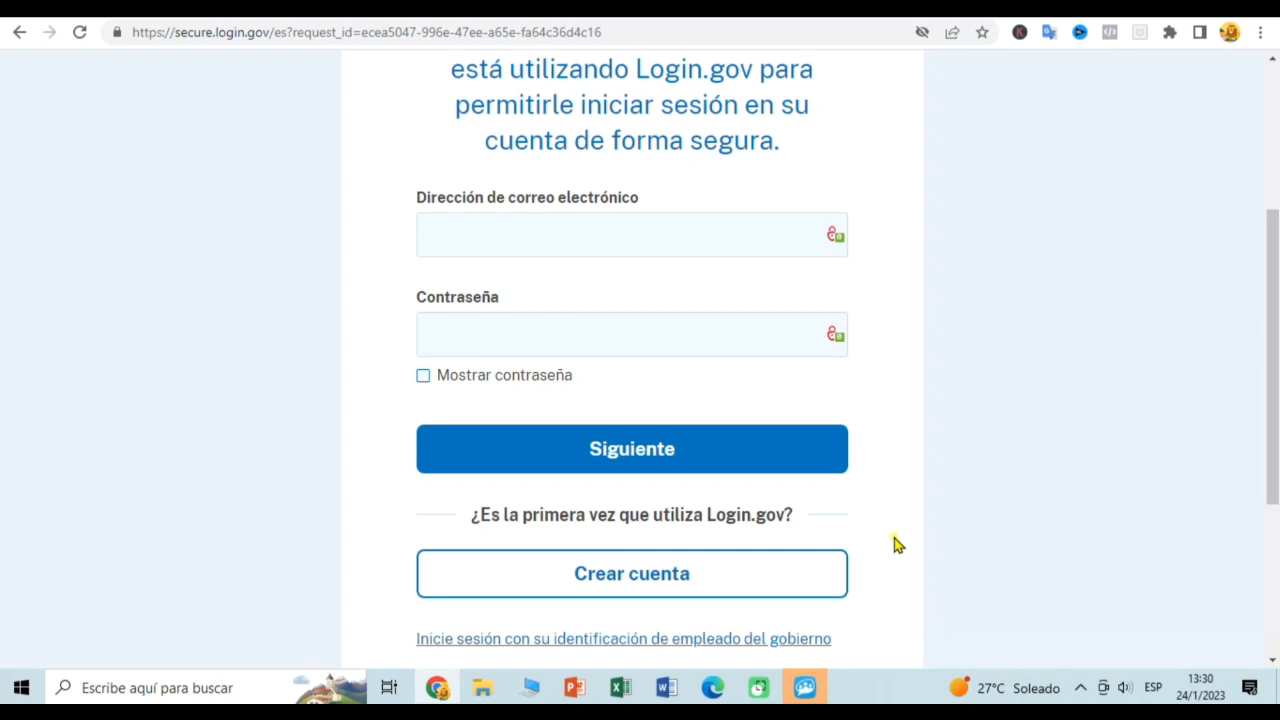 https://secure.login.gov/es?request_id=ecea5047-996e-47ee-a65e-fa64c36d4c16
está utilizando Login.gov para
permitirle iniciar sesión en su
cuenta de forma segura.
Dirección de correo electrónico
Contraseña
Mostrar contraseña
Siguiente
¿Es la primera vez que utiliza Login.gov?
Crear cuenta
Inicie sesión con su identificación de empleado del gobierno
Escribe aquí para buscar
27°C Soleado
ESP
13:30
24/1/2023